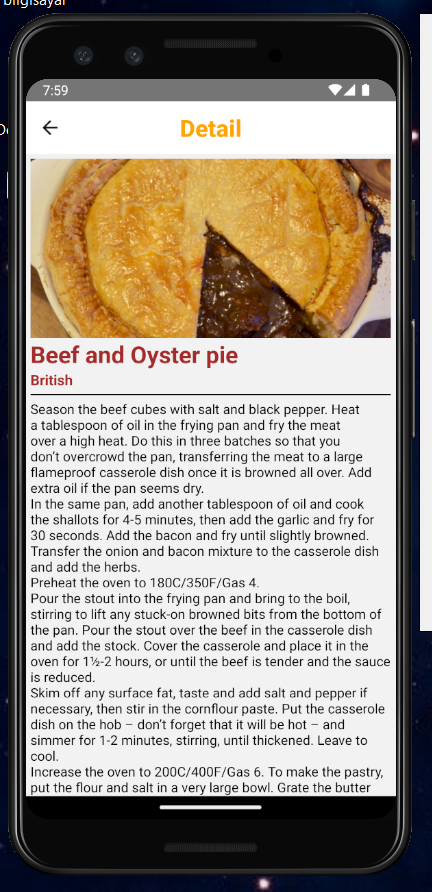 bilgisayar
7:59
Detail
Beef and Oyster pie
British
Season the beef cubes with salt and black pepper. Heat
a tablespoon of oil in the frying pan and fry the meat
over a high heat. Do this in three batches so that you
don’t overcrowd the pan, transferring the meat to a large
flameproof casserole dish once it is browned all over. Add
extra oil if the pan seems dry.
In the same pan, add another tablespoon of oil and cook
the shallots for 4-5 minutes, then add the garlic and fry for
30 seconds. Add the bacon and fry until slightly browned.
Transfer the onion and bacon mixture to the casserole dish
and add the herbs.
Preheat the oven to 180C/350F/Gas 4.
Pour the stout into the frying pan and bring to the boil,
stirring to lift any stuck-on browned bits from the bottom of
the pan. Pour the stout over the beef in the casserole dish
and add the stock. Cover the casserole and place it in the
oven for 1½-2 hours, or until the beef is tender and the sauce
is reduced.
Skim off any surface fat, taste and add salt and pepper if
necessary, then stir in the cornflour paste. Put the casserole
dish on the hob – don’t forget that it will be hot – and
simmer for 1-2 minutes, stirring, until thickened. Leave to
cool.
Increase the oven to 200C/400F/Gas 6. To make the pastry,
put the flour and salt in a very large bowl. Grate the butter